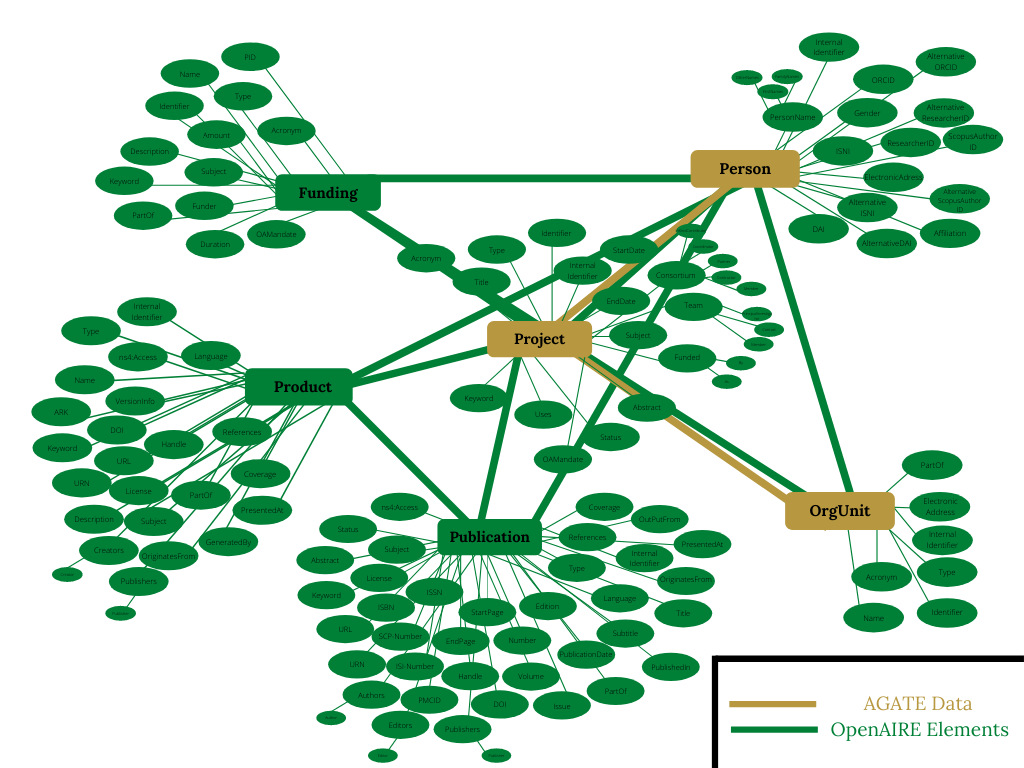 PID
Name
Type
Identifier
Acronym
Amount
Description
Subject
Keyword
Funder
PartOf
Duration
OAMandate
Funding
Internal
Identifier
Alternative
ORCID
ORCID
PersonName
Gender
Alternative
ResearcherID
ScopusAuthor
ID
ISNI
ResearcherID
ElectronicAdress
Alternative
ScopusAuthor
ID
Alternative
ISNI
DAI
AlternativeDAI
Affiliation
Person
Acronym
Title
Type
Identifier
Internal
Identifier
StartDate
EndDate
Consortium
Team
Subject
Funded
Abstract
Keyword
Uses
Status
OAMandate
Project
Internal
Identifier
Type
ns4:Access
Language
Name
Versioninfo
ARK
DOI
Keyword
URL
Handle
References
URN
License
PartOf
Coverage
Description
Subject
PresentedAt
Creators
OriginatesFrom
GeneratedBy
Publishers
Product
PartOf
Electronic
Address
Internal
Identifier
Type
Acronym
Identifier
Name
OrgUnit
ns4:Access
Status
Subject
Abstract
License
Keyword
ISBN
ISSN
URL
SCP-Number
StartPage
EndPage
URN
ISI-Number
Handle
Authors
PMCID
Editors
Publishers
DOI
Number
Volume
Issue
Edition
PublicationDate
PartOf
Subtitle
PublishedIn
Language
Title
Type
OriginatesFrom
Internal
Identifier
References
PresentedAt
Coverage
OutPutFrom
Publication
AGATE Data
OpenAIRE Elements